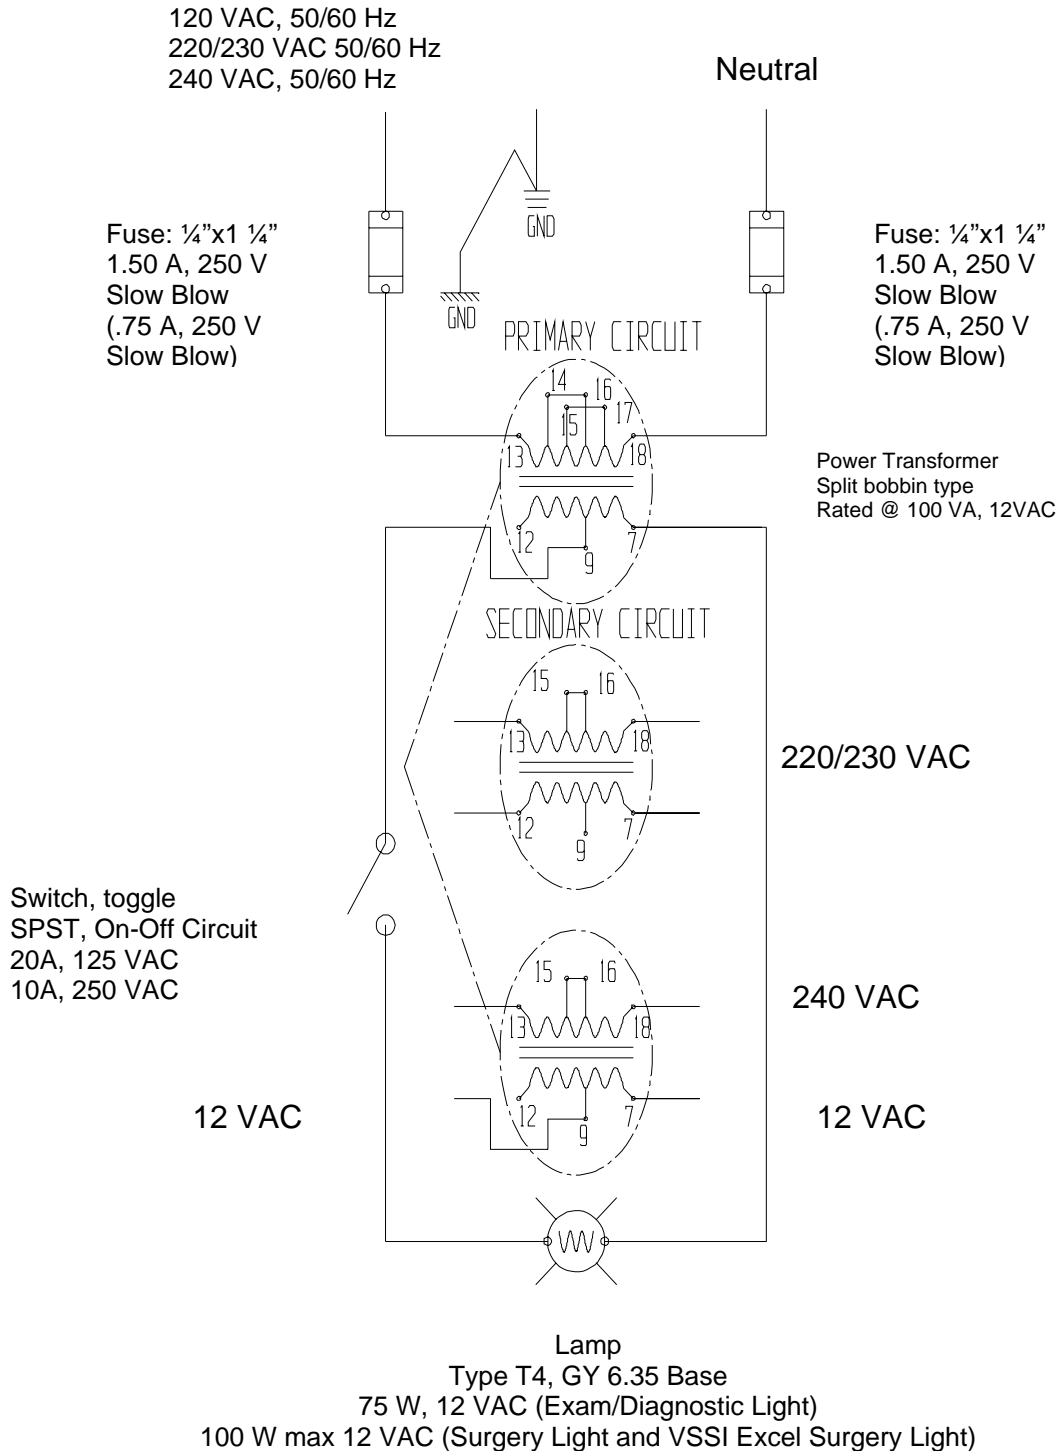 120 VAC, 50/60 Hz
220/230 VAC 50/60 Hz
240 VAC, 50/60 Hz
Neutral
Fuse: ¼”x1 ¼”
1.50 A, 250 V
Slow Blow
(.75 A, 250 V
Slow Blow)
GND
GND
Fuse: ¼”x1 ¼”
1.50 A, 250 V
Slow Blow
(.75 A, 250 V
Slow Blow)
PRIMARY CIRCUIT
14 16
15 17
13 18
12 9 7
Power Transformer
Split bobbin type
Rated @ 100 VA, 12VAC
SECONDARY CIRCUIT
15 16
13 18
12 9 7
220/230 VAC
Switch, toggle
SPST, On-Off Circuit
20A, 125 VAC
10A, 250 VAC
15 16
13 18
12 9 7
240 VAC
12 VAC
12 VAC
Lamp
Type T4, GY 6.35 Base
75 W, 12 VAC (Exam/Diagnostic Light)
100 W max 12 VAC (Surgery Light and VSSI Excel Surgery Light)